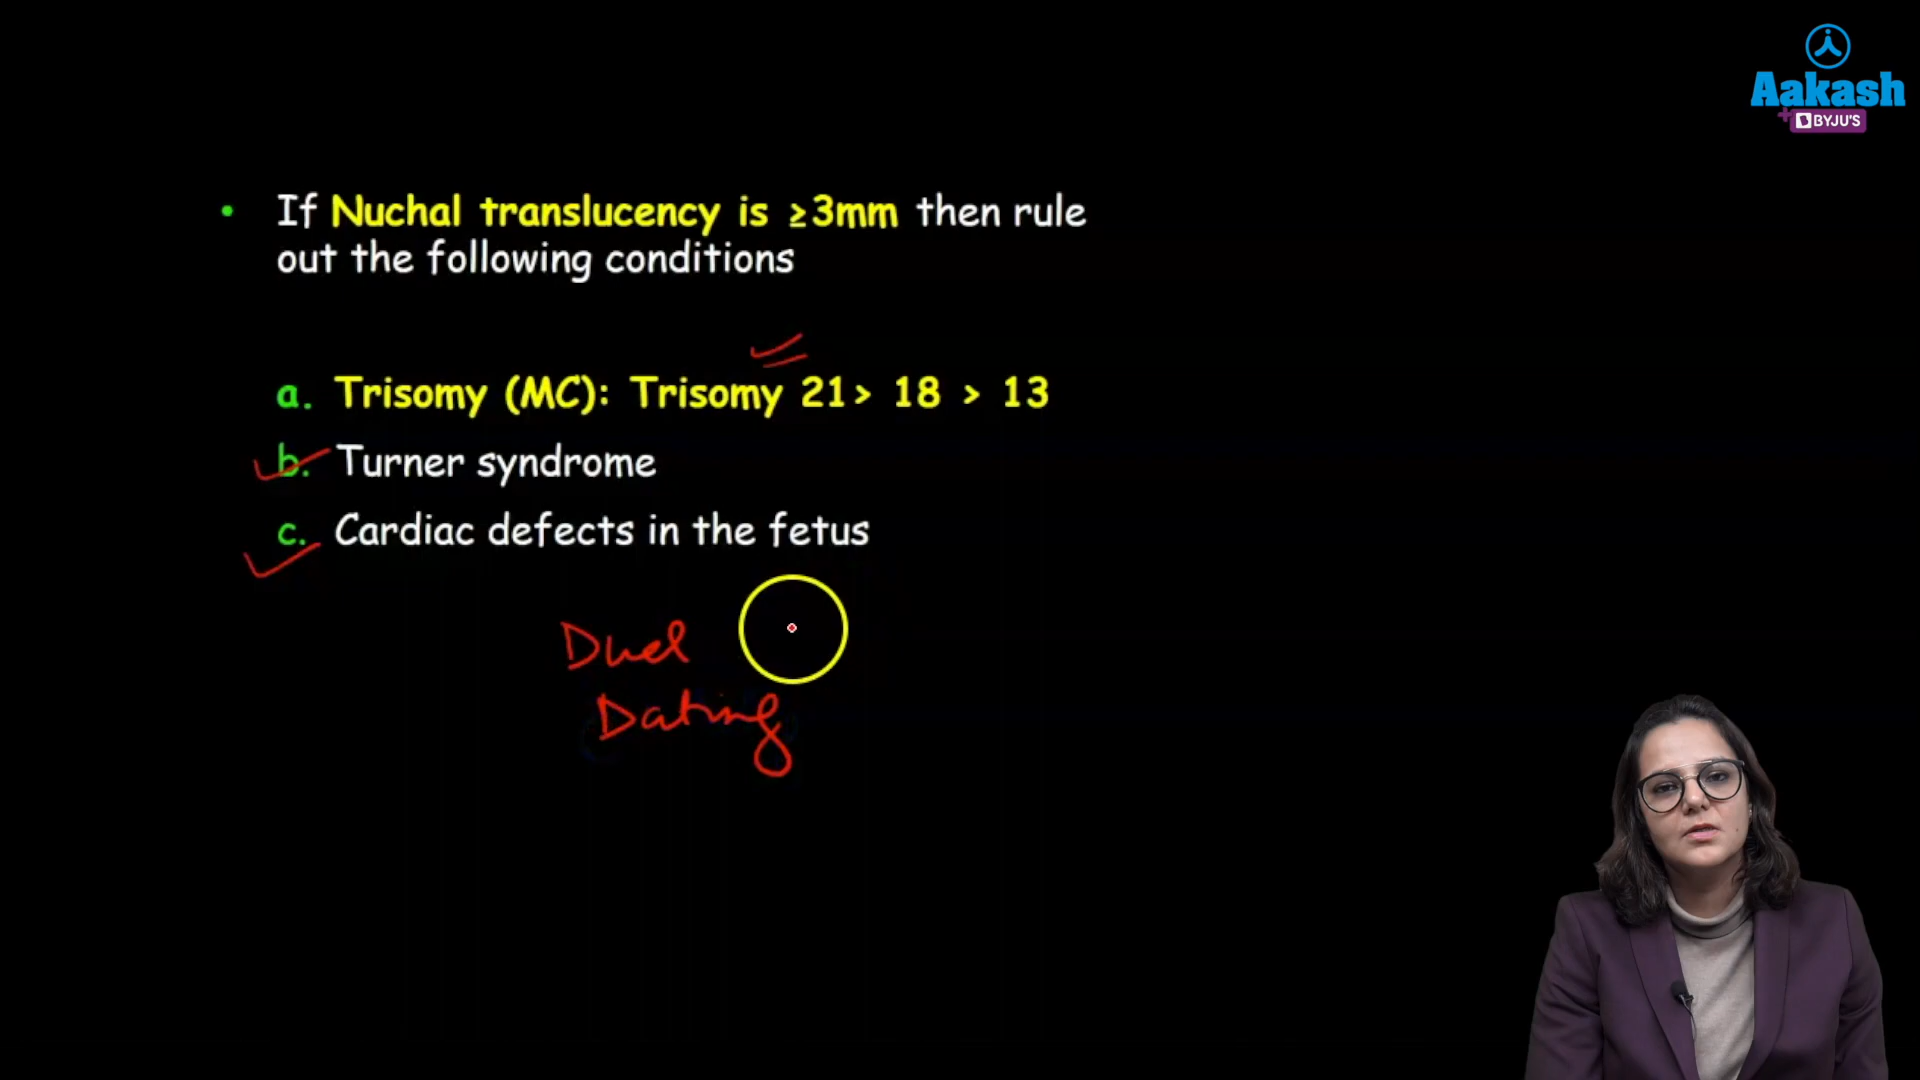 Aakash
+ BYJU'S
• If Nuchal translucency is ≥3mm then rule
out the following conditions
a. Trisomy (MC): Trisomy 21> 18 > 13
b. Turner syndrome
c. Cardiac defects in the fetus
Duel
Dating